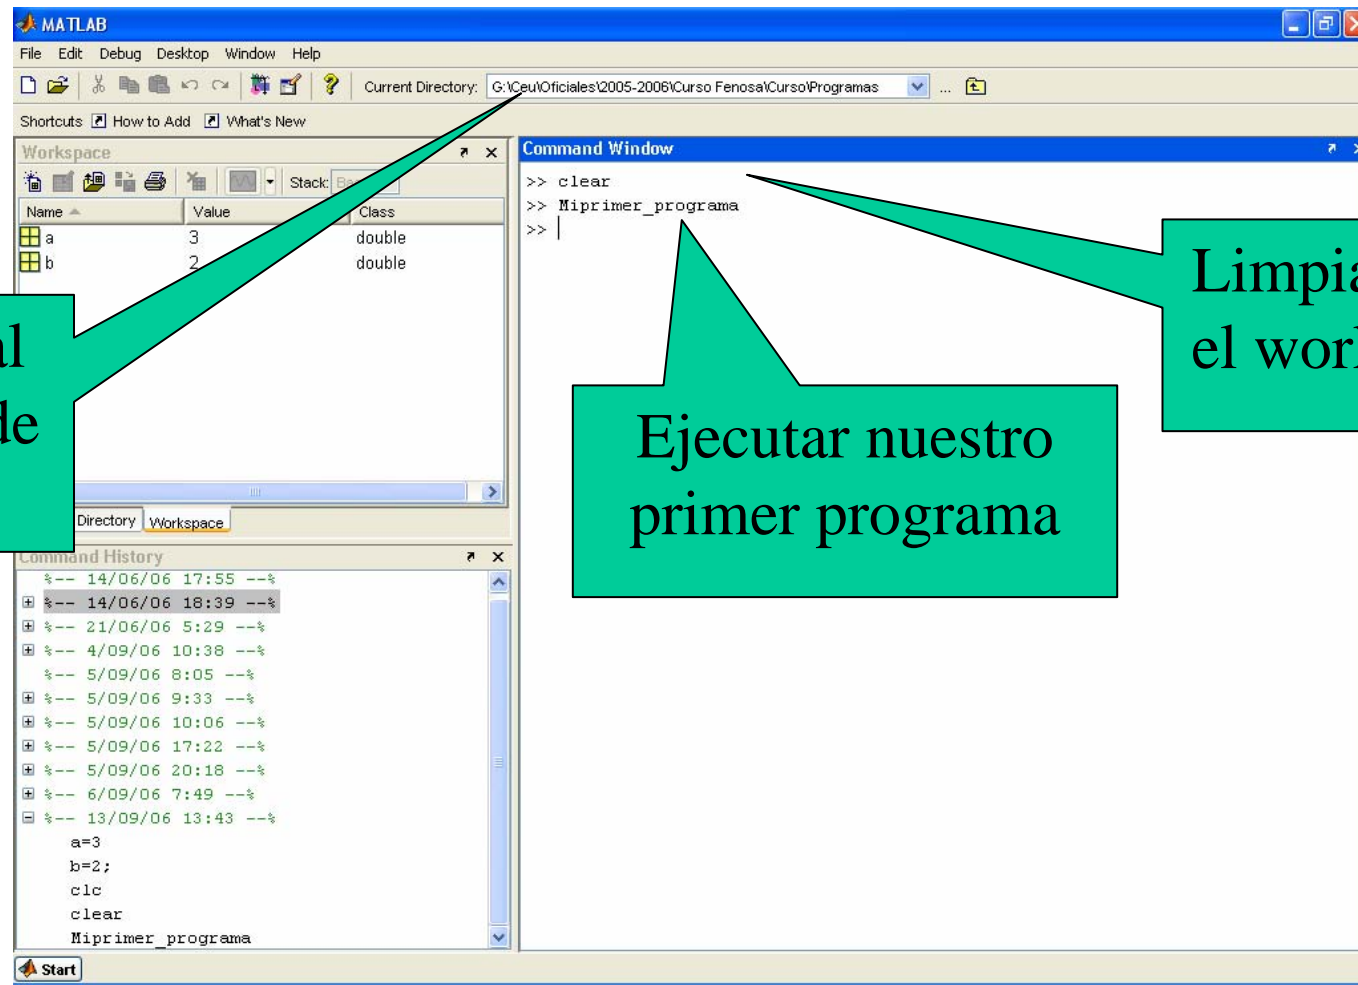 MATLAB
File Edit Debug Desktop Window Help
Current Directory: G:\Ceu\Oficiales\2005-2006\Curso Fenosa\Curso\Programas ...
Shortcuts How to Add What's New
Workspace
Stack:
Name Value Class
a 3 double
b 2 double
al
de
Directory Workspace
Command History
%-- 14/06/06 17:55 --%
%-- 14/06/06 18:39 --%
%-- 21/06/06 5:29 --%
%-- 4/09/06 10:38 --%
%-- 5/09/06 8:05 --%
%-- 5/09/06 9:33 --%
%-- 5/09/06 10:06 --%
%-- 5/09/06 17:22 --%
%-- 5/09/06 20:18 --%
%-- 6/09/06 7:49 --%
%-- 13/09/06 13:43 --%
a=3
b=2;
clc
clear
Miprimer_programa
Command Window
>> clear
>> Miprimer_programa
>>
Limpia
el wor
Ejecutar nuestro
primer programa
Start